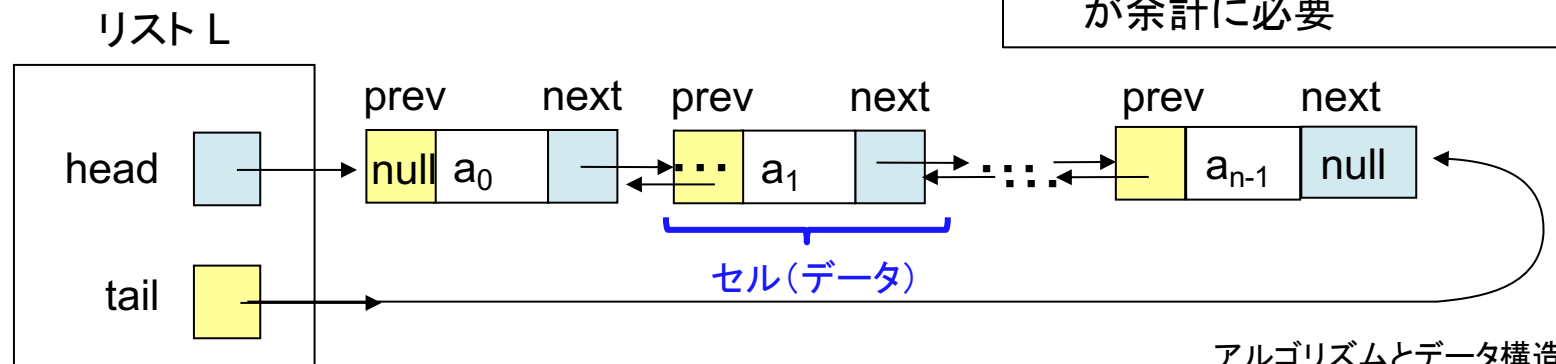 が余計に必要
リスト L
prev next prev next prev next
head null a₀ ... a₁ ... aₙ₋₁ null
セル(データ)
tail
アルゴリズムとデータ構造